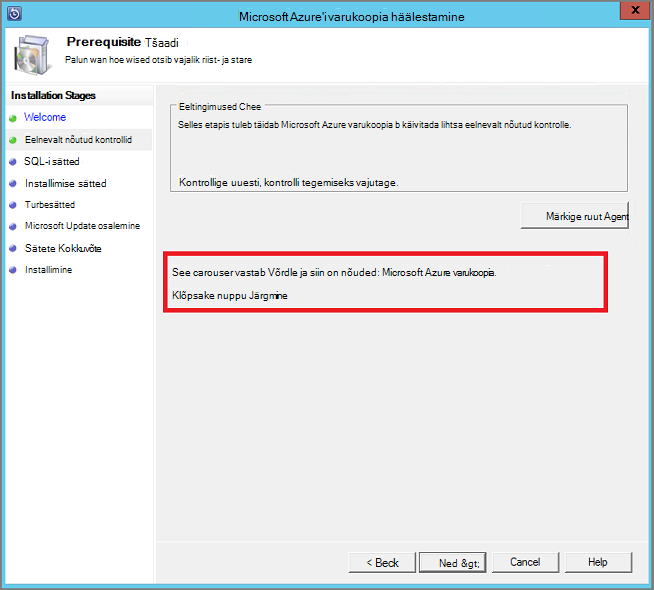 Microsoft Azure'i varukoopia häälestamine
X
Prerequisite Tšaadi
Palun wan hoe wised otsib vajalik riist- ja stare
Installation Stages
Welcome
Eelnevalt nõutud kontrollid
SQL-i sätted
Installimise sätted
Turbesätted
Microsoft Update osalemine
Sätete Kokkuvõte
Installimine
Eeltingimused Chee
Selles etapis tuleb täidab Microsoft Azure varukoopia b käivitada lihtsa eelnevalt nõutud kontrolle.
Kontrollige uuesti, kontrolli tegemiseks vajutage.
Märkige ruut Agent
See carouser vastab Võrdle ja siin on nõuded: Microsoft Azure varukoopia.
Klõpsake nuppu Järgmine
< Beck
Ned &gt;
Cancel
Help